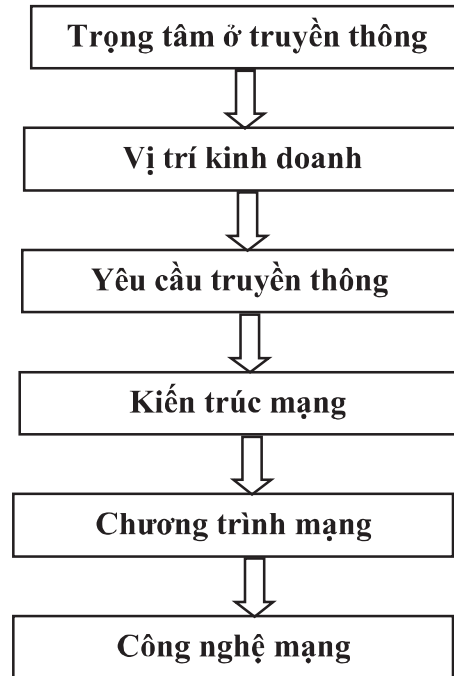 Trọng tâm ở truyền thông
Vị trí kinh doanh
Yêu cầu truyền thông
Kiến trúc mạng
Chương trình mạng
Công nghệ mạng